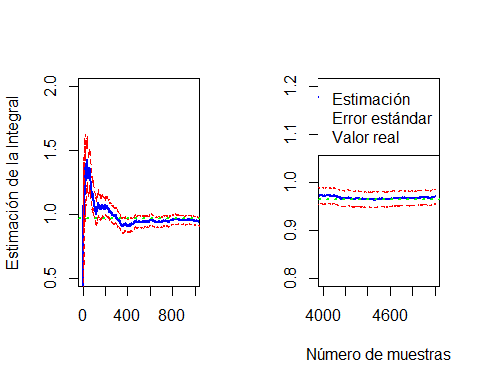 Estimación de la Integral
2.0
1.5
1.0
0.5
0 400 800
1.2
1.1
1.0
0.9
0.8
Estimación
Error estándar
Valor real
4000 4600
Número de muestras